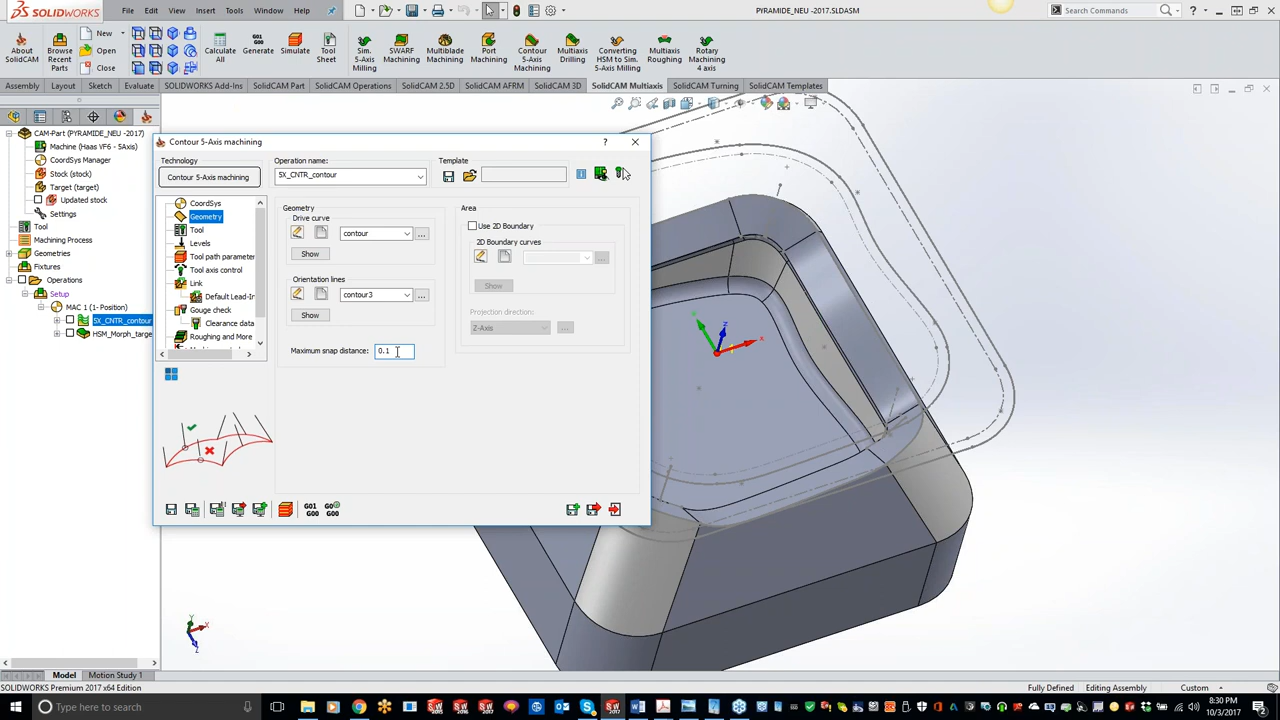 SOLIDWORKS
File Edit View Insert Tools Window Help
PYRAMIDE_NEU -2017.SLDASM
Search Commands
About SolidCAM
Browse Recent Parts
New
Open
Close
Calculate All
Generate
Simulate
Tool Sheet
Sim. 5-Axis Milling
SWARF Machining
Multiblade Machining
Port Machining
Contour 5-Axis Machining
Multiaxis Drilling
Converting HSM to Sim. 5-Axis Milling
Multiaxis Roughing
Rotary Machining 4 axis
G01
G00
Assembly Layout Sketch Evaluate SOLIDWORKS Add-Ins SolidCAM Part SolidCAM Operations SolidCAM 2.5D SolidCAM AFRM SolidCAM 3D SolidCAM Multiaxis SolidCAM Turning SolidCAM Templates
CAM-Part (PYRAMIDE_NEU -2017)
Machine (Haas VF6 - 5Axis)
CoordSys Manager
Stock (stock)
Target (target)
Updated stock
Settings
Tool
Machining Process
Geometries
Fixtures
Operations
Setup
MAC 1 (1- Position)
5X_CNTR_contour
HSM_Morph_targe
Contour 5-Axis machining
?
Technology
Contour 5-Axis machining
Operation name:
5X_CNTR_contour
Template
CoordSys
Geometry
Tool
Levels
Tool path parameter
Tool axis control
Link
Default Lead-In
Gouge check
Clearance data
Roughing and More
Geometry
Drive curve
contour
...
Show
Orientation lines
contour3
...
Show
Maximum snap distance: 0.1
Area
Use 2D Boundary
2D Boundary curves
...
Show
Projection direction:
Z-Axis
...
G01
G00
Model Motion Study 1
SOLIDWORKS Premium 2017 x64 Edition
Fully Defined
Editing Assembly
Custom
Type here to search
8:30 PM
10/3/2017